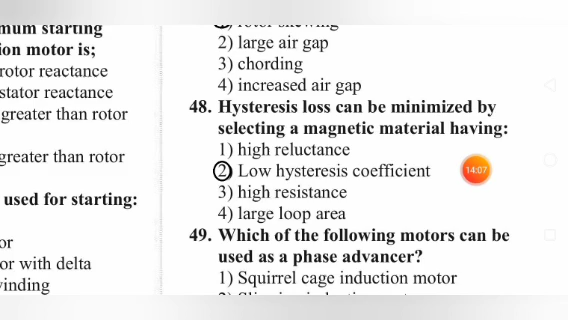 mum starting
ion motor is;
rotor reactance
stator reactance
greater than rotor
greater than rotor
used for starting:
or
or with delta
vinding
2) large air gap
3) chording
4) increased air gap
48. Hysteresis loss can be minimized by
selecting a magnetic material having:
1) high reluctance
2) Low hysteresis coefficient
3) high resistance
4) large loop area
49. Which of the following motors can be
used as a phase advancer?
1) Squirrel cage induction motor
14:07